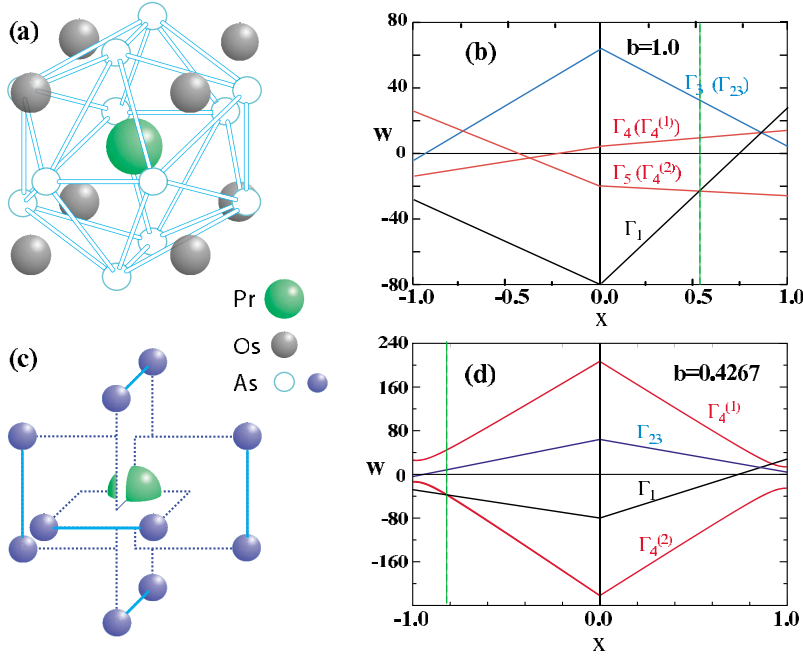 (a)
Pr
Os
As
(c)
(b)
b=1.0
80
60
40
20
0
W
-40
-80
Γ₃ (Γ₂₃)
Γ₄ (Γ₄⁽¹⁾)
Γ₅ (Γ₄⁽²⁾)
Γ₁
-1.0
-0.5
0.0
0.5
1.0
X
(d)
b=0.4267
240
160
80
0
W
-80
-160
Γ₄⁽¹⁾
Γ₂₃
Γ₁
Γ₄⁽²⁾
-1.0
0.0
1.0
X